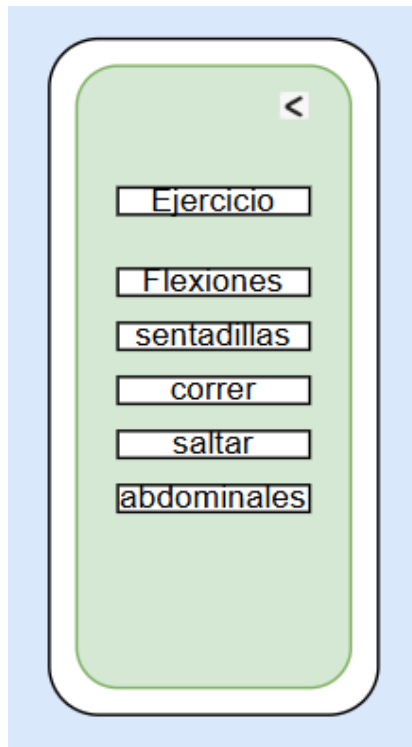 <
Ejercicio
Flexiones
sentadillas
correr
saltar
abdominales